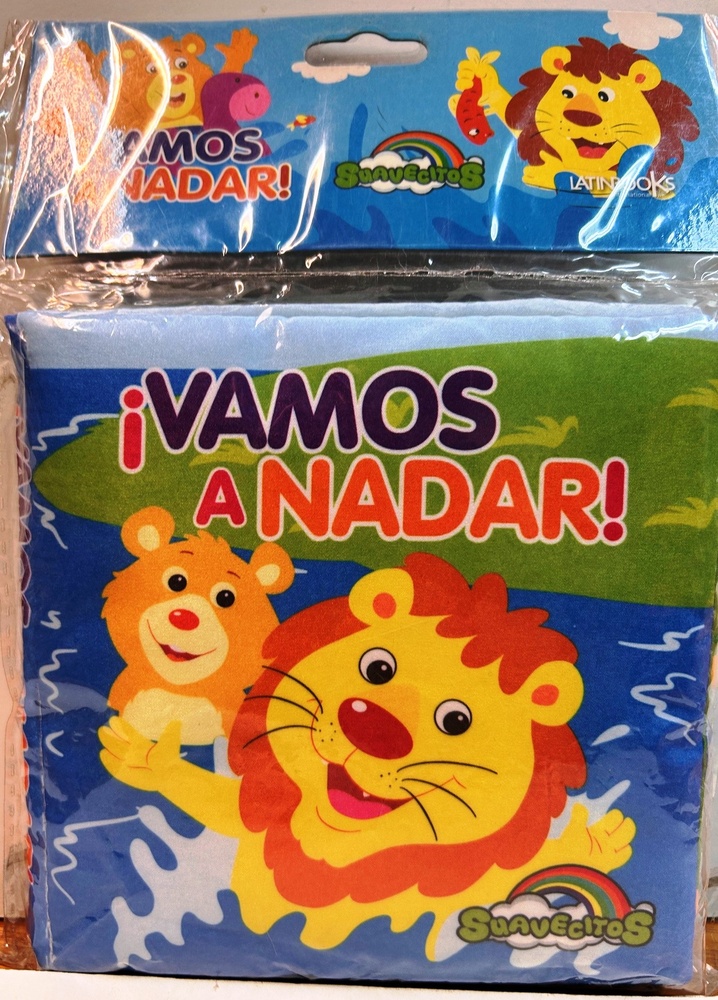 VAMOS
NADAR!
SUAVECITOS
LATINBOOKS
¡VAMOS
A NADAR!
SUAVECITOS